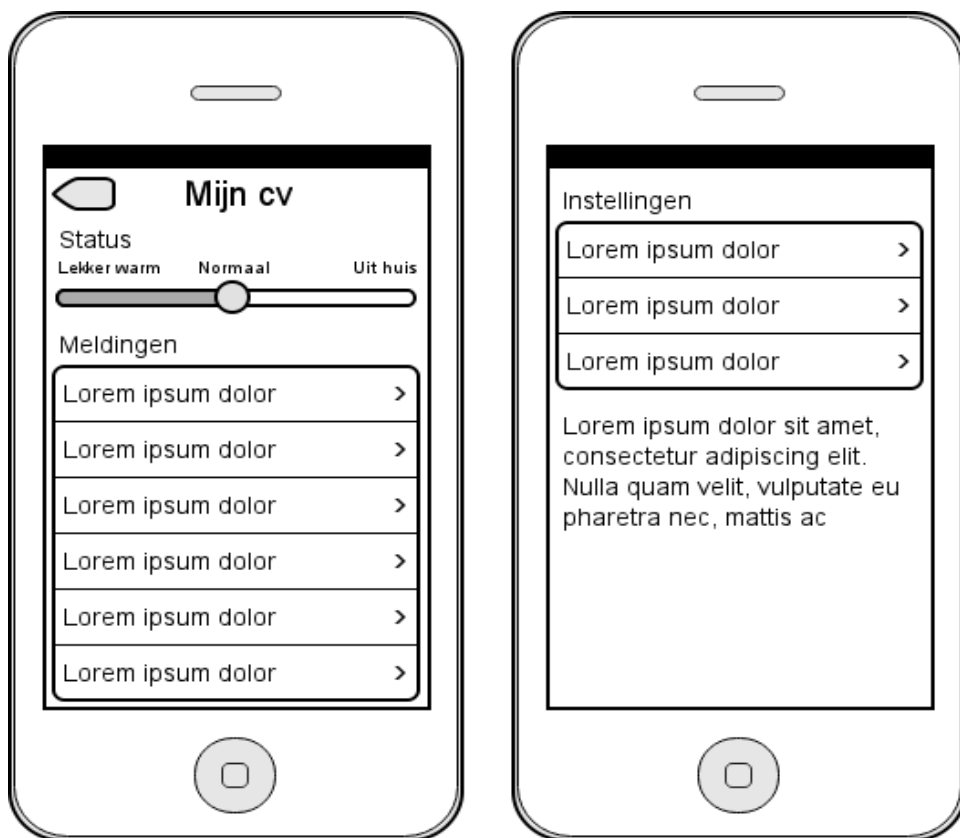 Mijn cv
Status
Lekker warm Normaal Uit huis
Meldingen
Lorem ipsum dolor >
Lorem ipsum dolor >
Lorem ipsum dolor >
Lorem ipsum dolor >
Lorem ipsum dolor >
Lorem ipsum dolor >
Instellingen
Lorem ipsum dolor >
Lorem ipsum dolor >
Lorem ipsum dolor >
Lorem ipsum dolor sit amet,
consectetur adipiscing elit.
Nulla quam velit, vulputate eu
pharetra nec, mattis ac